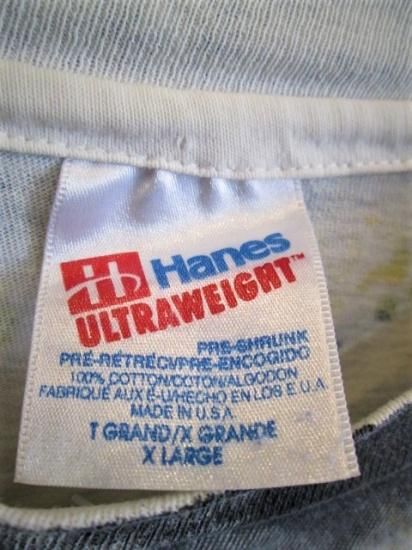 Hanes
ULTRAWEIGHT™
PRE-SHRUNK
PRÉ-RÉTRÉCI/PRE-ENCOGIDO
100% COTTON/COTON/ALGODON
FABRIQUÉ AUX É-U/HECHO EN LOS E.U.A.
MADE IN U.S.A.
T GRAND/X GRANDE
X LARGE